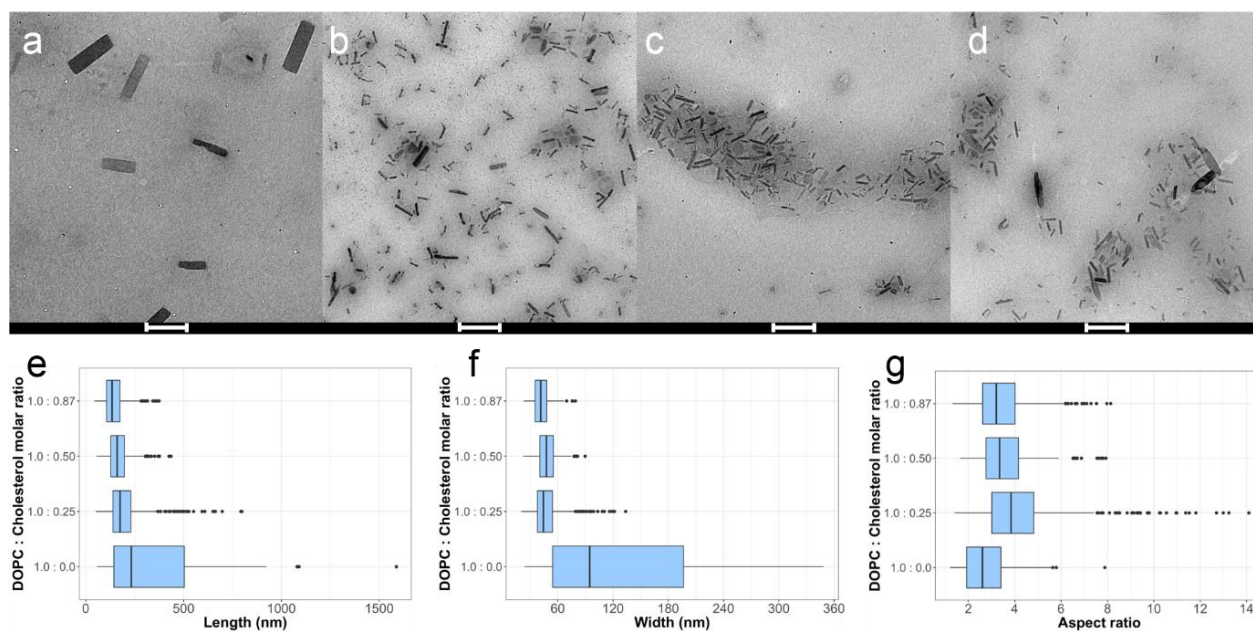 a b c d
e f g
DOPC : Cholesterol molar ratio
1.0 : 0.87
1.0 : 0.50
1.0 : 0.25
1.0 : 0.0
0 500 1000 1500
Length (nm)
DOPC : Cholesterol molar ratio
1.0 : 0.87
1.0 : 0.50
1.0 : 0.25
1.0 : 0.0
60 120 180 240 300 360
Width (nm)
DOPC : Cholesterol molar ratio
1.0 : 0.87
1.0 : 0.50
1.0 : 0.25
1.0 : 0.0
2 4 6 8 10 12 14
Aspect ratio